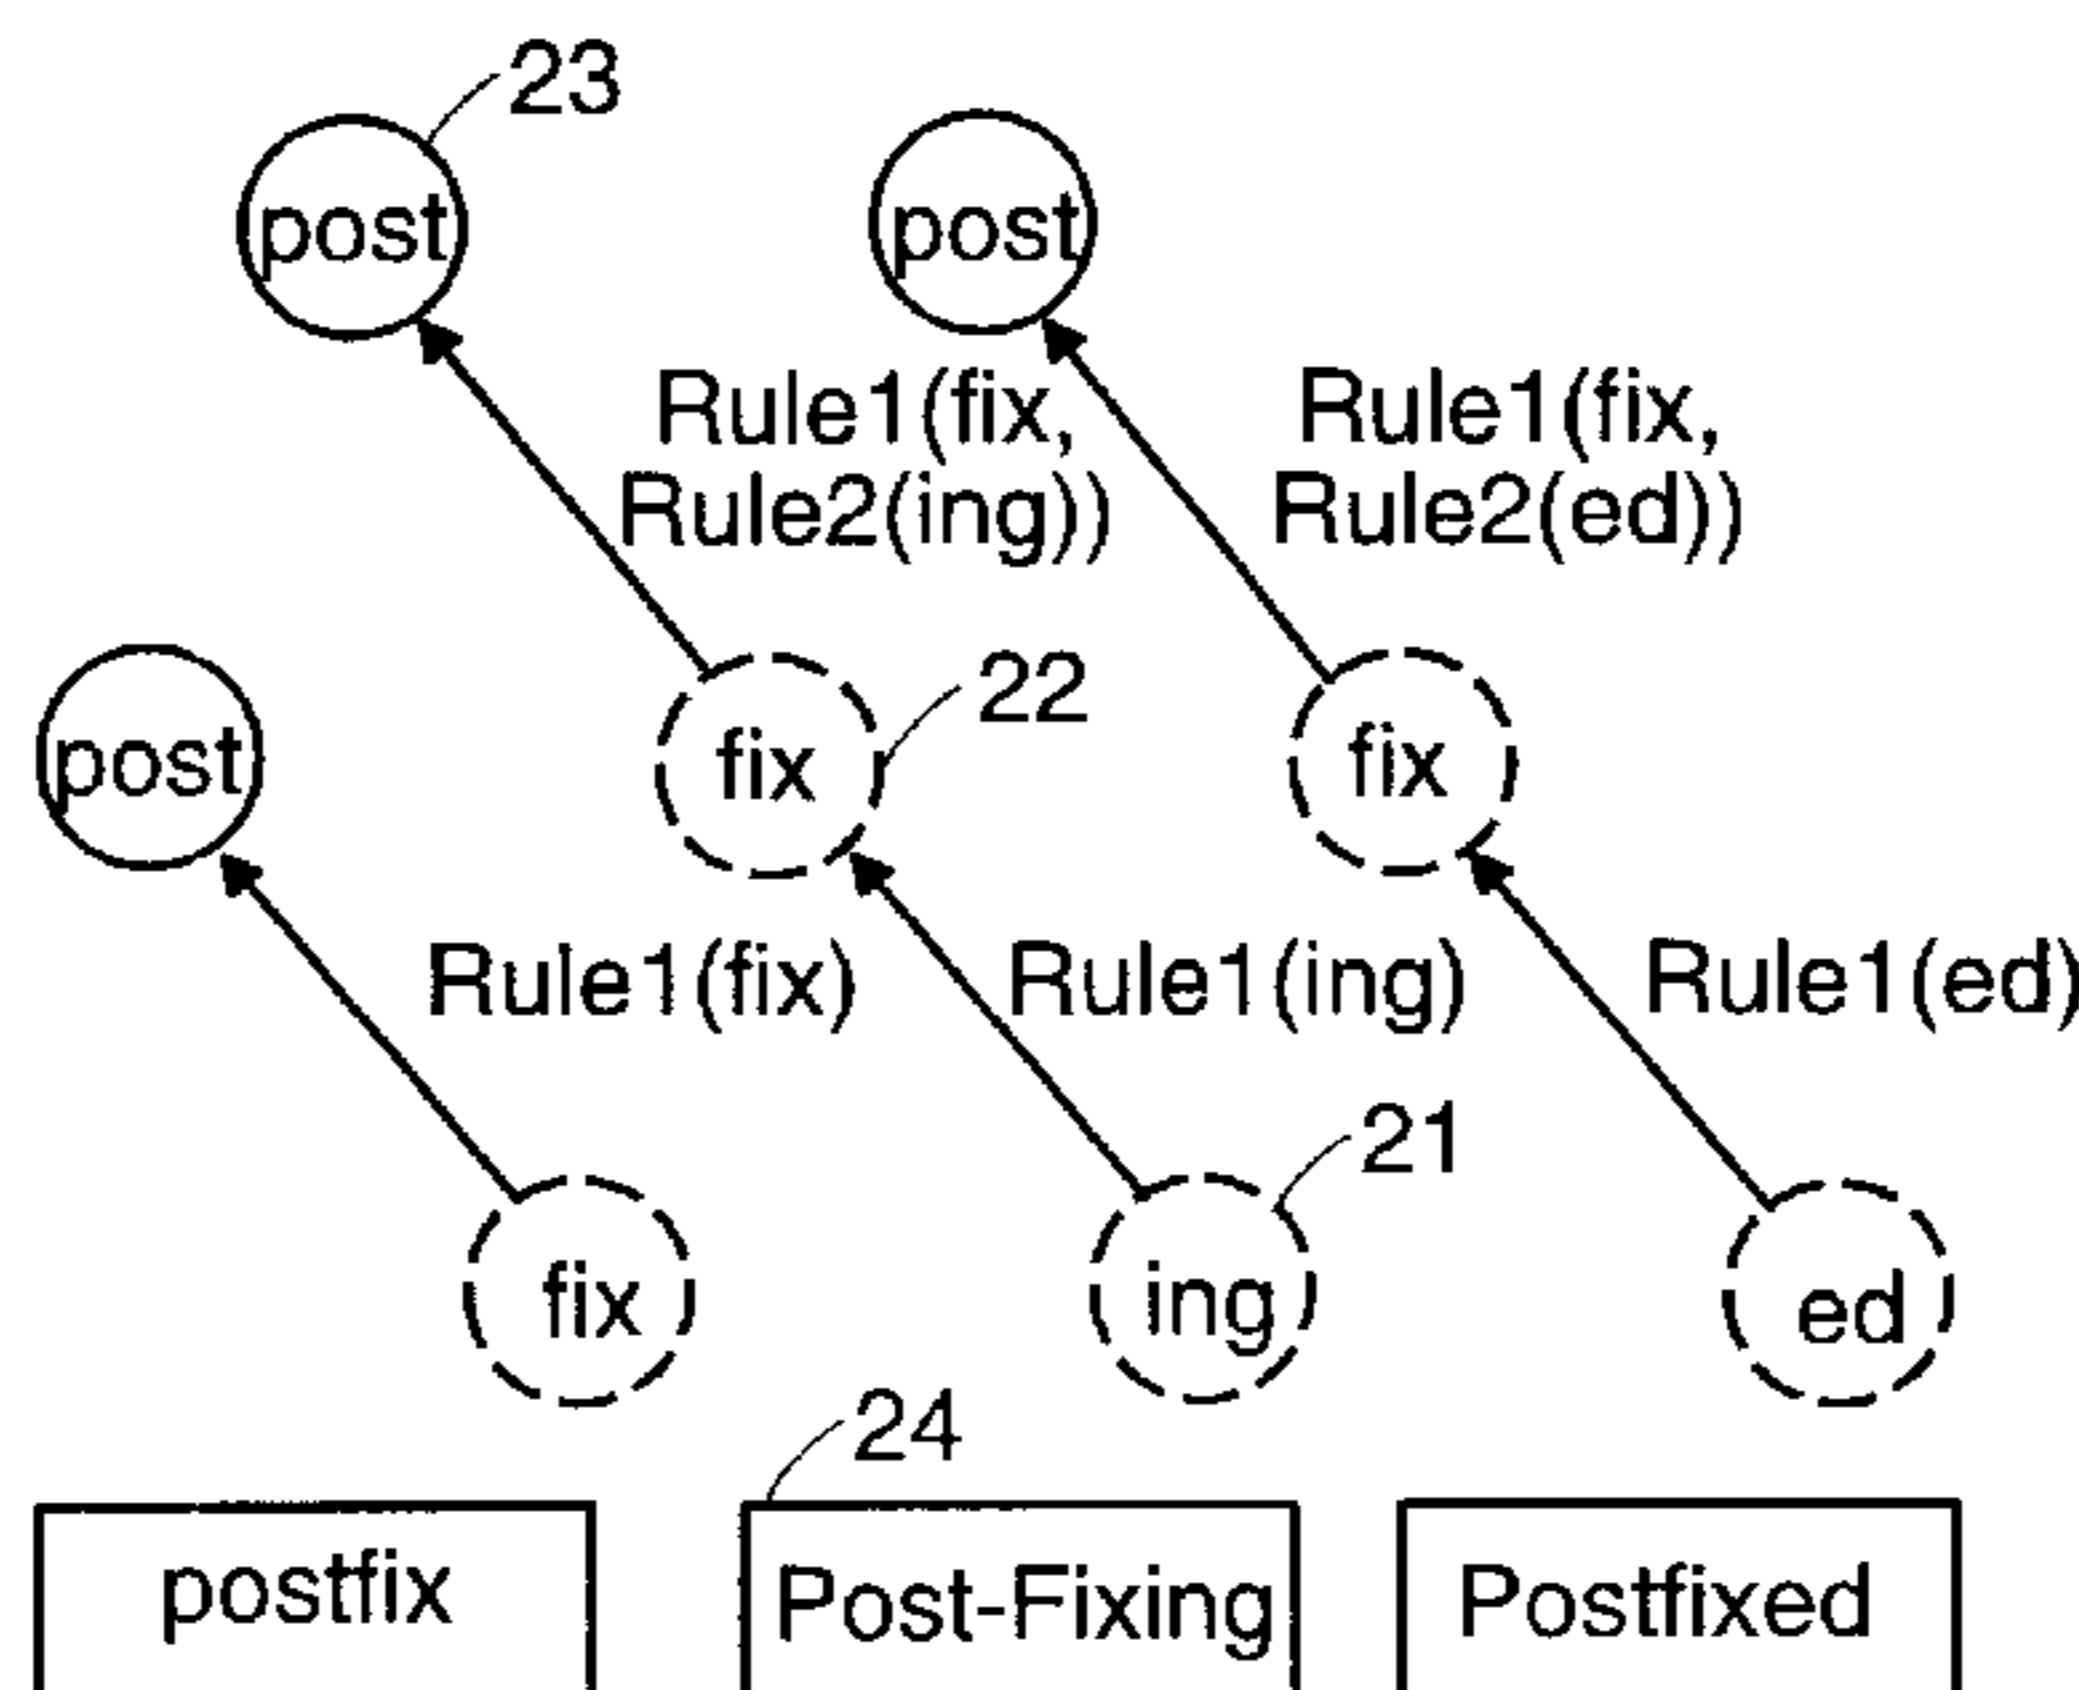 23
post
post
Rule1(fix,
Rule2(ing))
Rule1(fix,
Rule2(ed))
22
post
fix
fix
Rule1(fix)
Rule1(ing)
Rule1(ed)
21
fix
ing
ed
24
postfix
Post-Fixing
Postfixed